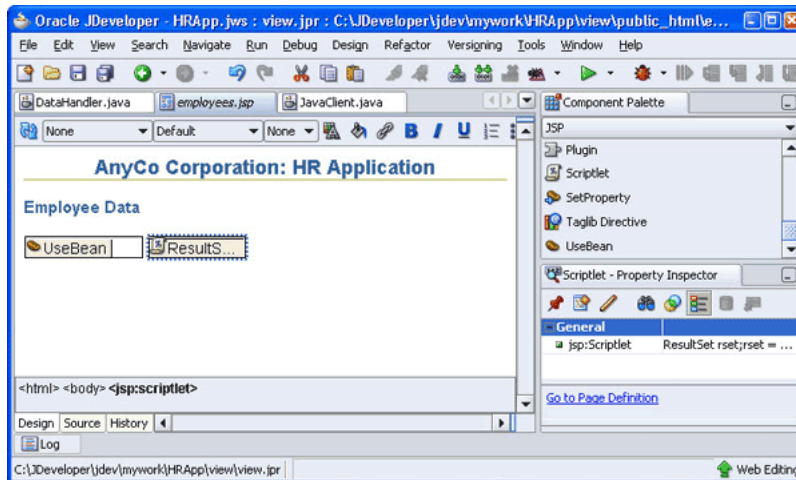 Oracle JDeveloper - HRApp.jws : view.jpr : C:\JDeveloper\jdev\mywork\HRApp\view\public_html\e...
File Edit View Search Navigate Run Debug Design Refactor Versioning Tools Window Help
DataHandler.java employees.jsp JavaClient.java
Component Palette
None Default None B I U
JSP
Plugin
Scriptlet
SetProperty
Taglib Directive
UseBean
AnyCo Corporation: HR Application
Employee Data
UseBean ResultS...
Scriptlet - Property Inspector
General
jsp:Scriptlet ResultSet rset;rset = ...
<html> <body> <jsp:scriptlet>
Go to Page Definition
Design Source History
Log
C:\JDeveloper\jdev\mywork\HRApp\view\view.jpr Web Editing